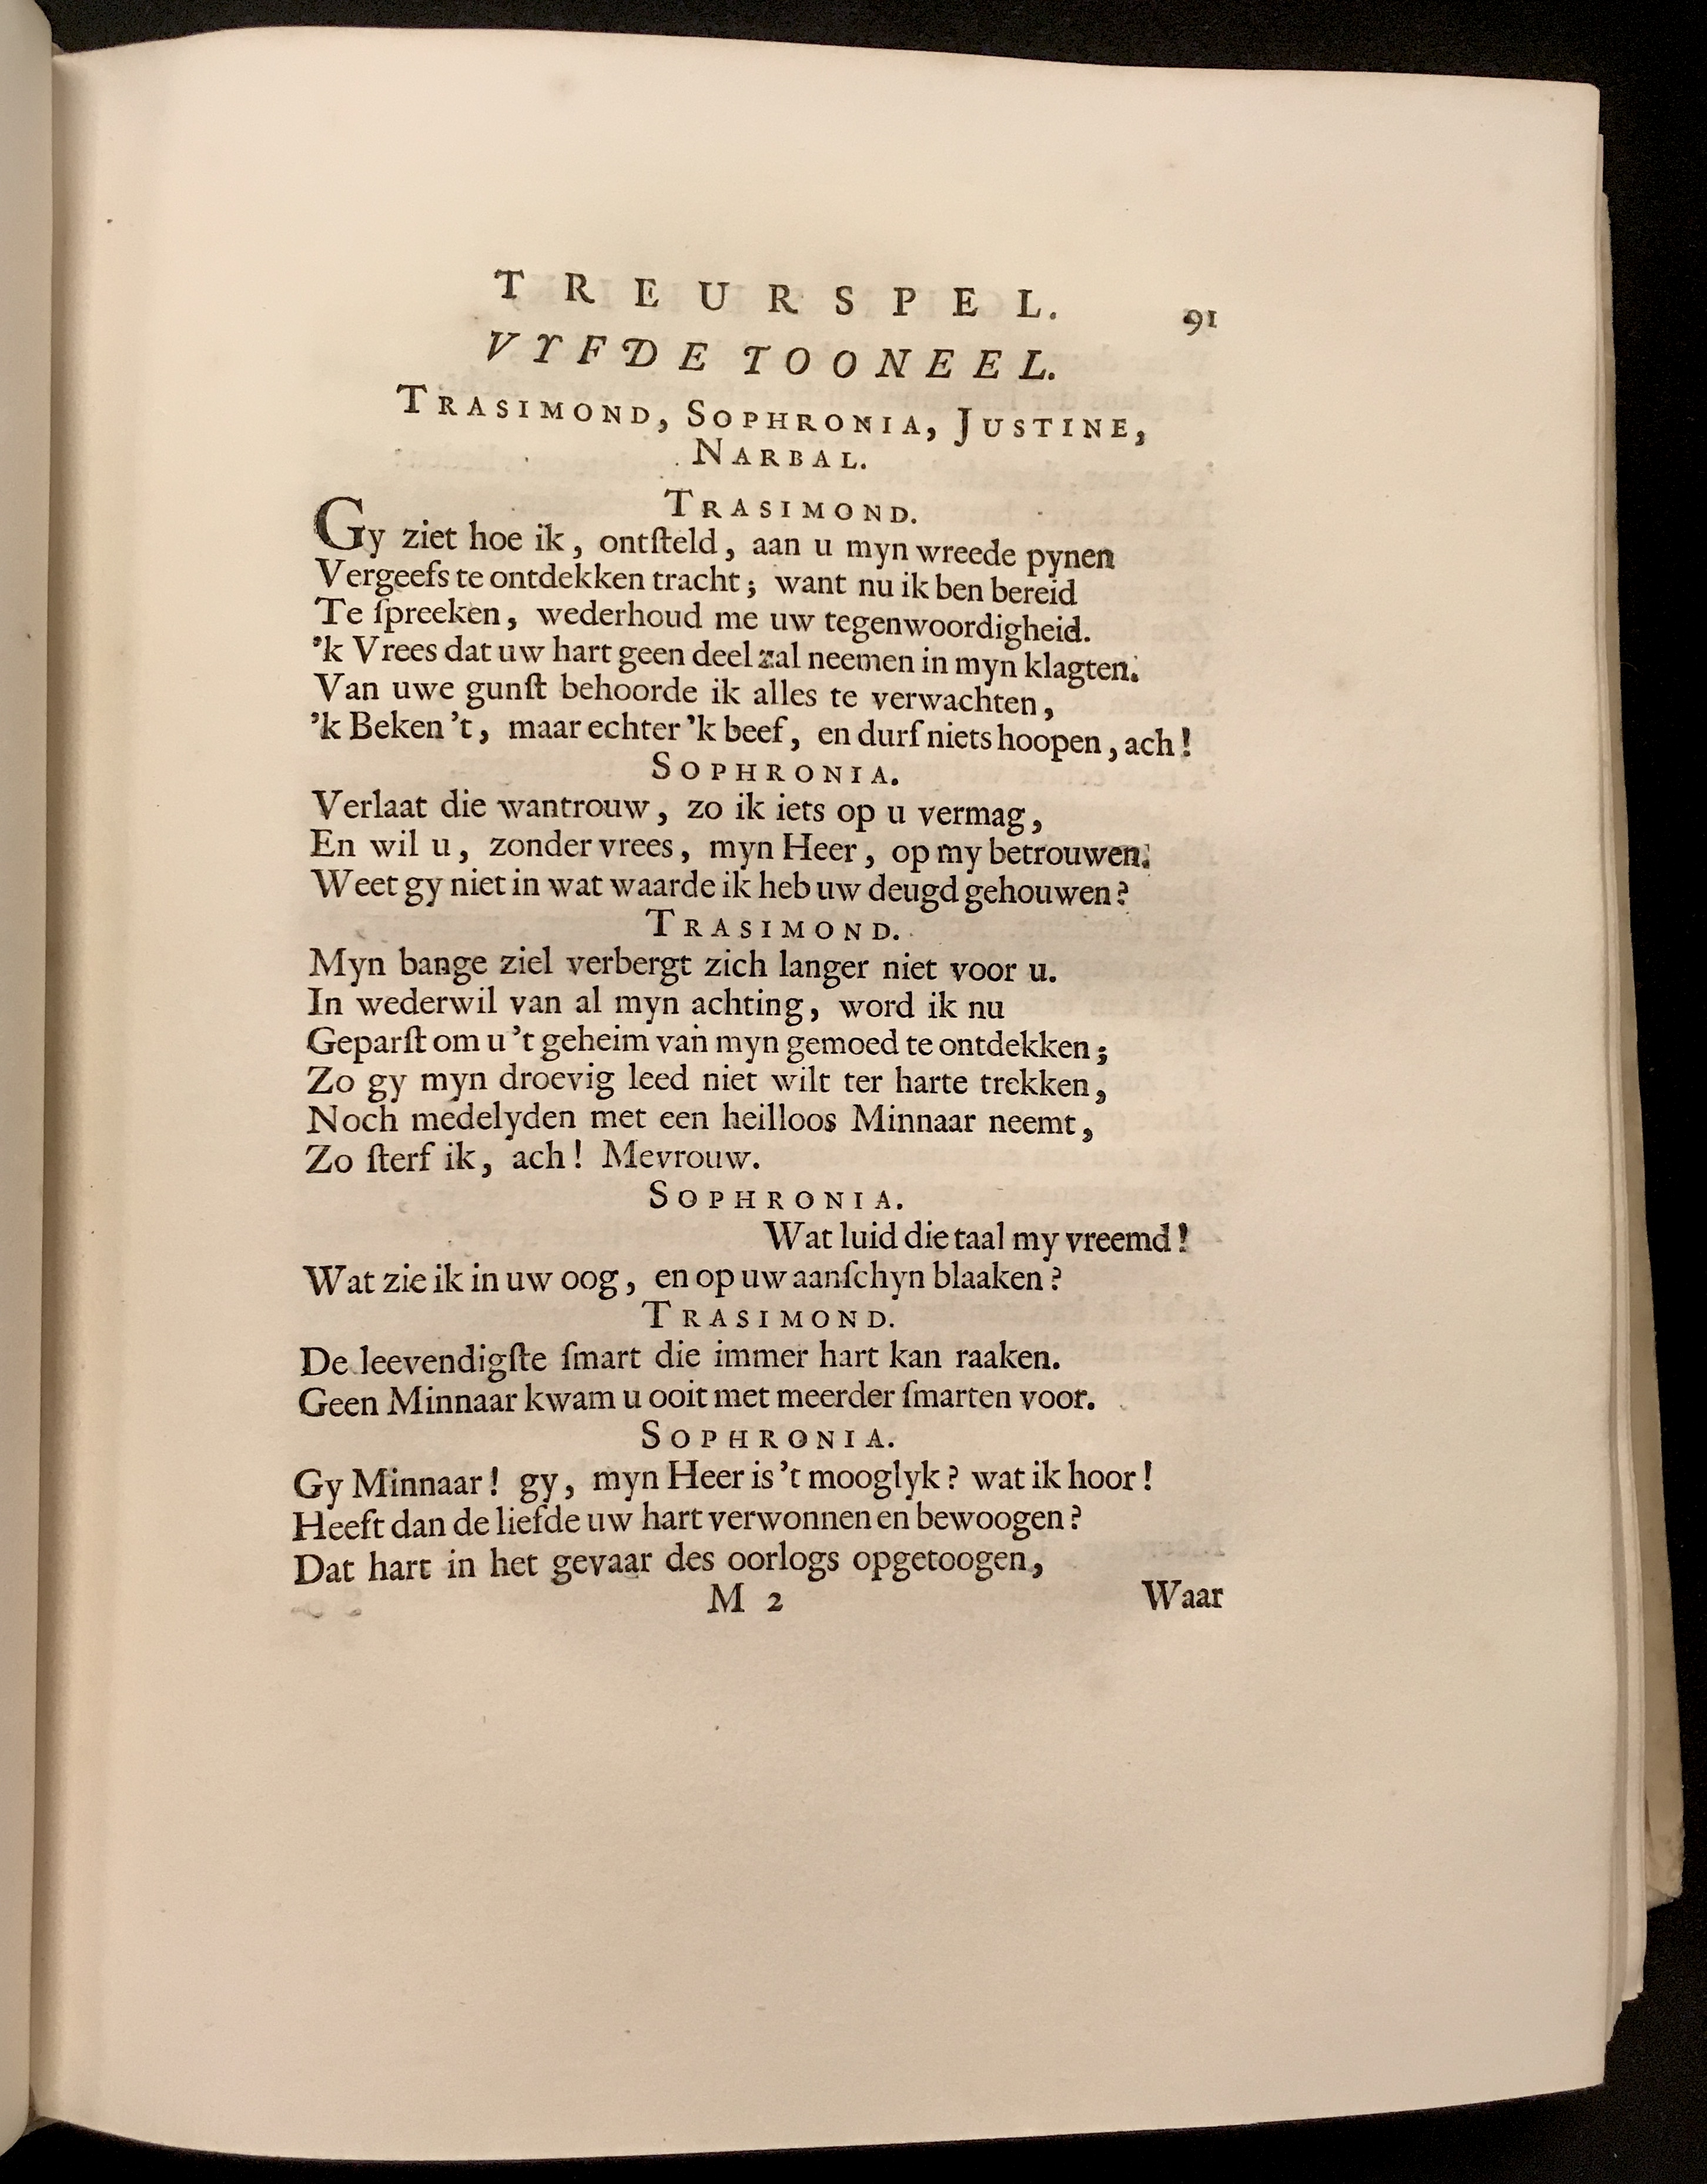 TREURSPEL. 91
VYFDE TOONEEL.
TRASIMOND, SOPHRONIA, JUSTINE,
NARBAL.
TRASIMOND.
Gy ziet hoe ik, ontſteld, aan u myn wreede pynen
Vergeefs te ontdekken tracht; want nu ik ben bereid
Te ſpreeken, wederhoud me uw tegenwoordigheid.
'k Vrees dat uw hart geen deel zal neemen in myn klagten.
Van uwe gunſt behoorde ik alles te verwachten,
'k Beken 't, maar echter 'k beef, en durf niets hoopen, ach!
SOPHRONIA.
Verlaat die wantrouw, zo ik iets op u vermag,
En wil u, zonder vrees, myn Heer, op my betrouwen.
Weet gy niet in wat waarde ik heb uw deugd gehouwen?
TRASIMOND.
Myn bange ziel verbergt zich langer niet voor u.
In wederwil van al myn achting, word ik nu
Geparſt om u 't geheim van myn gemoed te ontdekken;
Zo gy myn droevig leed niet wilt ter harte trekken,
Noch medelyden met een heilloos Minnaar neemt,
Zo ſterf ik, ach! Mevrouw.
SOPHRONIA.
Wat luid die taal my vreemd!
Wat zie ik in uw oog, en op uw aanſchyn blaaken?
TRASIMOND.
De leevendigſte ſmart die immer hart kan raaken.
Geen Minnaar kwam u ooit met meerder ſmarten voor.
SOPHRONIA.
Gy Minnaar! gy, myn Heer is 't mooglyk? wat ik hoor!
Heeft dan de liefde uw hart verwonnen en bewoogen?
Dat hart in het gevaar des oorlogs opgetoogen,
M 2 Waar